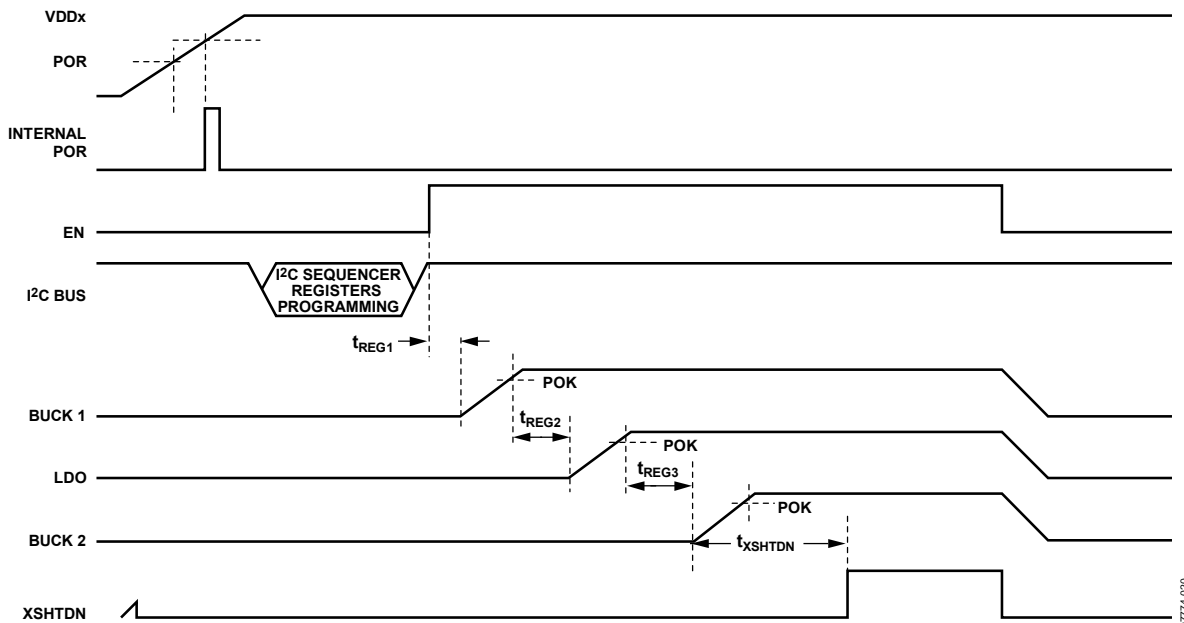 VDDx
POR
INTERNAL
POR
EN
I2C BUS
I2C SEQUENCER
REGISTERS
PROGRAMMING
tREG1
POK
BUCK 1
tREG2
POK
LDO
tREG3
POK
BUCK 2
tXSHTDN
XSHTDN